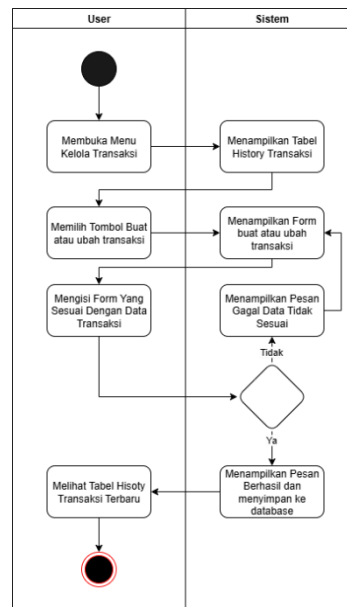 User
Sistem
Membuka Menu
Kelola Transaksi
Menampilkan Tabel
History Transaksi
Memilih Tombol Buat
atau ubah transaksi
Menampilkan Form
buat atau ubah
transaksi
Mengisi Form Yang
Sesuai Dengan Data
Transaksi
Menampilkan Pesan
Gagal Data Tidak
Sesuai
Tidak
Ya
Menampilkan Pesan
Berhasil dan
menyimpan ke
database
Melihat Tabel Hisoty
Transaksi Terbaru